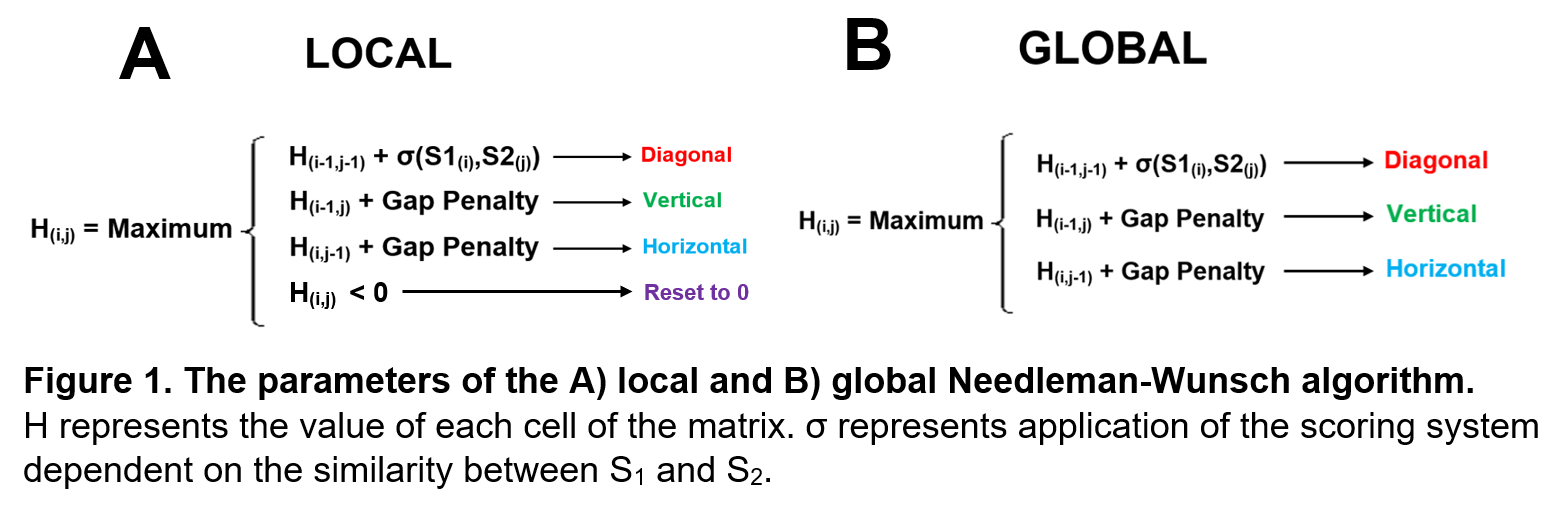 A LOCAL
H(i,j) = Maximum
H(i-1,j-1) + σ(S1(i),S2(j)) → Diagonal
H(i-1,j) + Gap Penalty → Vertical
H(i,j-1) + Gap Penalty → Horizontal
H(i,j) < 0 → Reset to 0
B GLOBAL
H(i,j) = Maximum
H(i-1,j-1) + σ(S1(i),S2(j)) → Diagonal
H(i-1,j) + Gap Penalty → Vertical
H(i,j-1) + Gap Penalty → Horizontal
Figure 1. The parameters of the A) local and B) global Needleman-Wunsch algorithm.
H represents the value of each cell of the matrix. σ represents application of the scoring system
dependent on the similarity between S1 and S2.